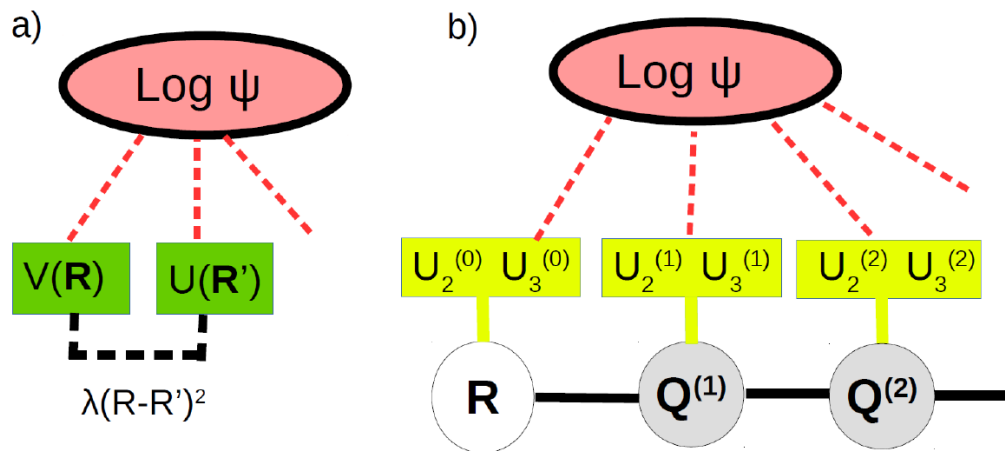 a)
Log ψ
V(R) U(R’)
λ(R-R’)²
b)
Log ψ
U₂⁽⁰⁾ U₃⁽⁰⁾ U₂⁽¹⁾ U₃⁽¹⁾ U₂⁽²⁾ U₃⁽²⁾
R Q⁽¹⁾ Q⁽²⁾